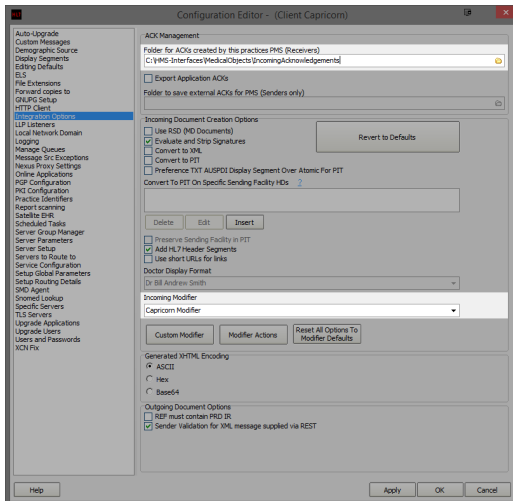 Configuration Editor - (Client Capricorn)
Auto-Upgrade
Custom Messages
Demographic Source
Display Segments
Editing Defaults
ELS
File Extensions
Forward copies to
GNUPG Setup
HTTP Client
Integration Options
LLP Listeners
Local Network Domain
Logging
Manage Queues
Message Src Exceptions
Nexus Proxy Settings
Online Applications
PGP Configuration
PKI Configuration
Practice Identifiers
Report scanning
Satellite EHR
Scheduled Tasks
Server Group Manager
Server Parameters
Server Setup
Servers to Route to
Service Configuration
Setup Global Parameters
Setup Routing Details
SMD Agent
Snomed Lookup
Specific Servers
TLS Servers
Upgrade Applications
Upgrade Users
Users and Passwords
XCN Fix
ACK Management
Folder for ACKs created by this practices PMS (Receivers)
C:\HMS-Interfaces\MedicalObjects\IncomingAcknowledgements
Export Application ACKs
Folder to save external ACKs for PMS (Senders only)
Incoming Document Creation Options
Use RSD (MD Documents)
Evaluate and Strip Signatures
Convert to XML
Convert to PIT
Preference TXT AUSPDI Display Segment Over Atomic For PIT
Revert to Defaults
Convert To PIT On Specific Sending Facility HDs ?
Delete Edit Insert
Preserve Sending Facility in PIT
Add HL7 Header Segments
Use short URLs for links
Doctor Display Format
Dr Bill Andrew Smith
Incoming Modifier
Capricorn Modifier
Custom Modifier Modifier Actions Reset All Options To
Modifier Defaults
Generated XHTML Encoding
ASCII
Hex
Base64
Outgoing Document Options
REF must contain PRD IR
Sender Validation for XML message supplied via REST
Help Apply OK Cancel